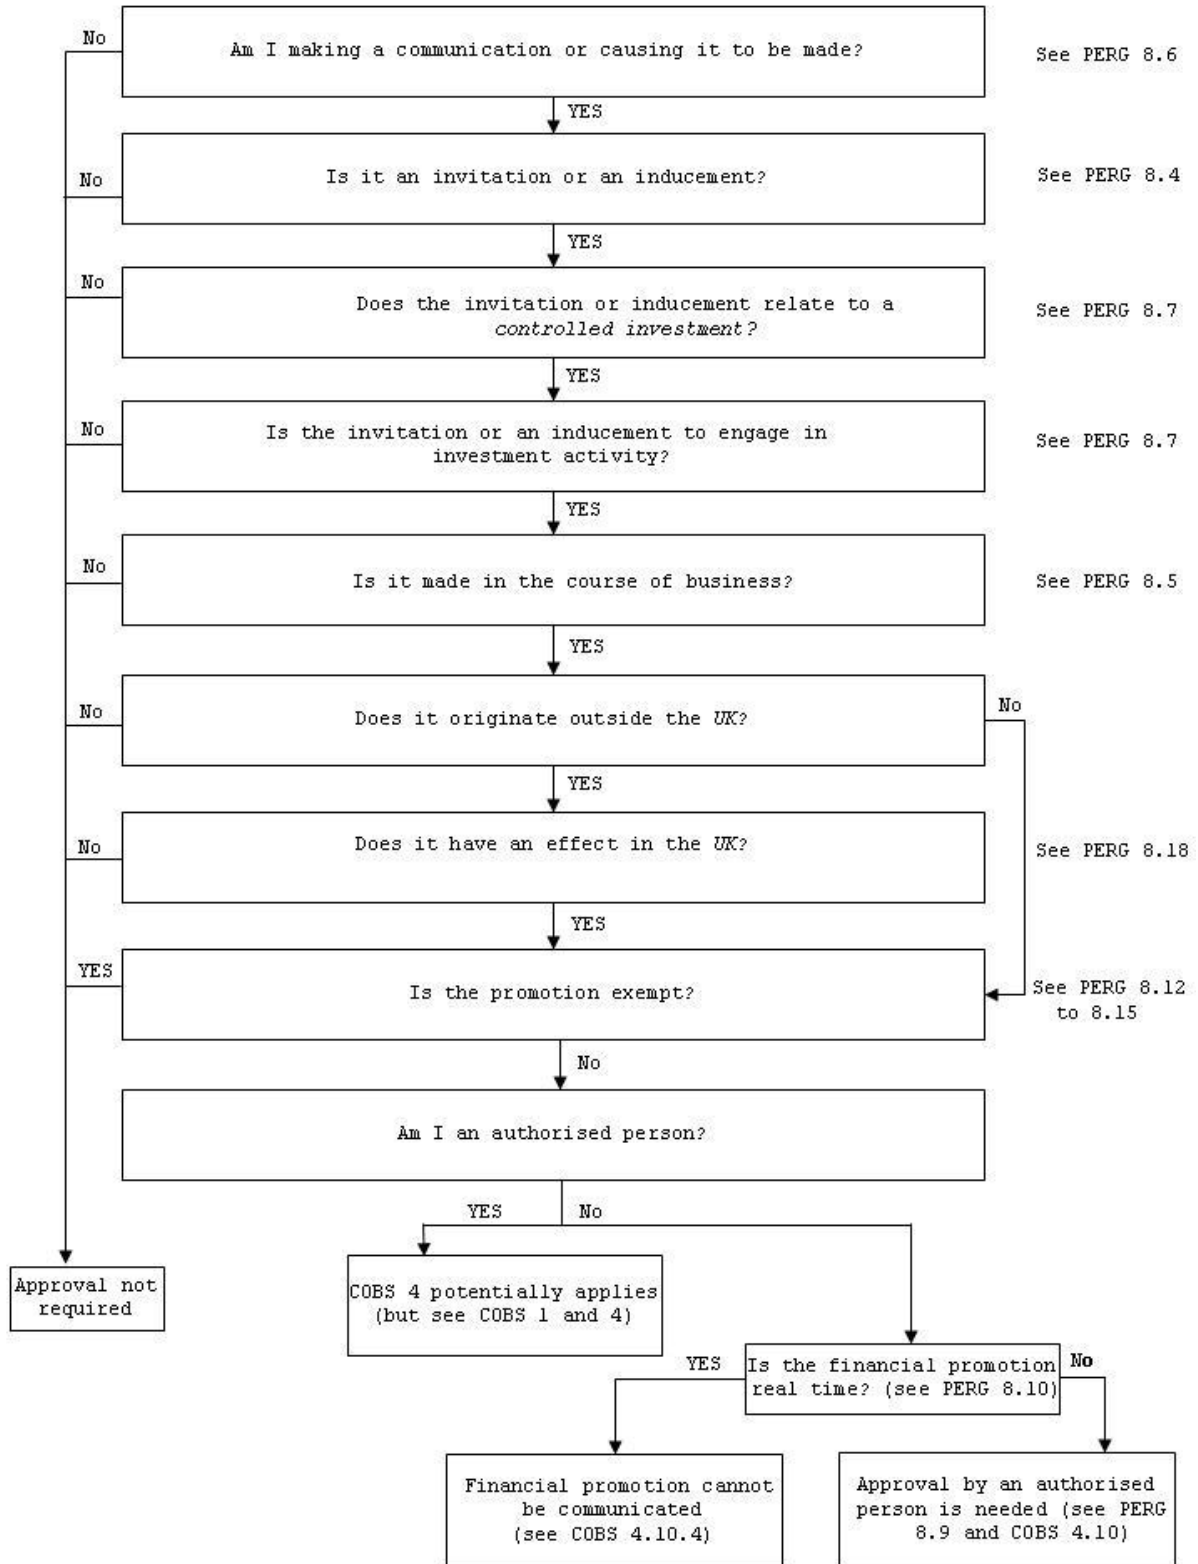 No
Am I making a communication or causing it to be made?
See PERG 8.6
YES
No
Is it an invitation or an inducement?
See PERG 8.4
YES
No
Does the invitation or inducement relate to a
controlled investment?
See PERG 8.7
YES
No
Is the invitation or an inducement to engage in
investment activity?
See PERG 8.7
YES
No
Is it made in the course of business?
See PERG 8.5
YES
No
Does it originate outside the UK?
No
YES
No
Does it have an effect in the UK?
See PERG 8.18
YES
YES
Is the promotion exempt?
See PERG 8.12
to 8.15
No
Am I an authorised person?
YES
No
Approval not
required
COBS 4 potentially applies
(but see COBS 1 and 4)
YES
Is the financial promotion
real time? (see PERG 8.10)
No
Financial promotion cannot
be communicated
(see COBS 4.10.4)
Approval by an authorised
person is needed (see PERG
8.9 and COBS 4.10)